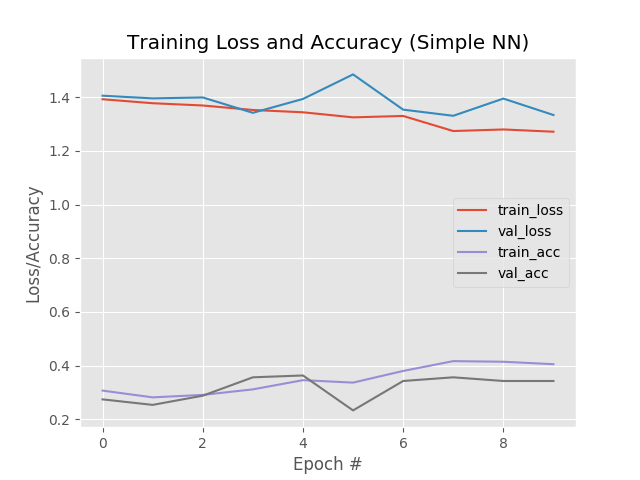 Training Loss and Accuracy (Simple NN)
1.4
1.2
1.0
0.8
0.6
0.4
0.2
Loss/Accuracy
train_loss
val_loss
train_acc
val_acc
0 2 4 6 8
Epoch #